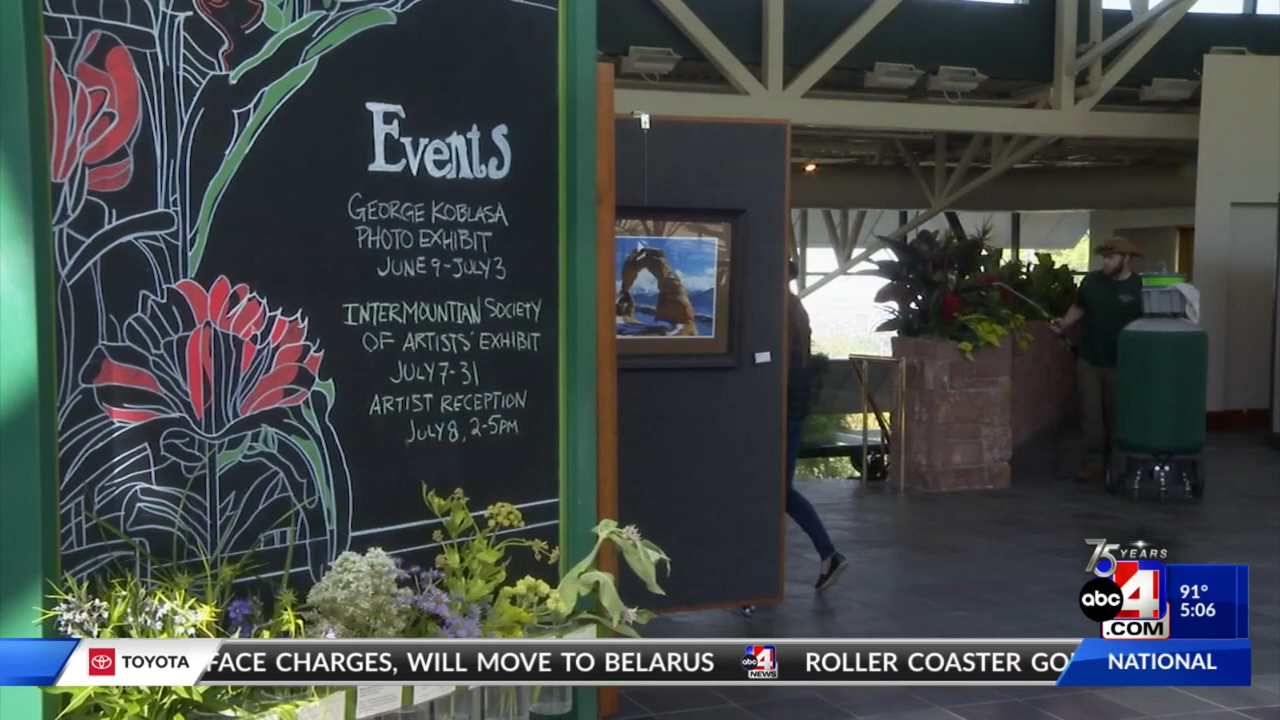 Events
GEORGE KOBLASA
PHOTO EXHIBIT
JUNE 9-JULY 3
INTERMOUNTIAN SOCIETY
OF ARTISTS' EXHIBIT
JULY 7-31
ARTIST RECEPTION
JULY 8, 2-5PM
75 YEARS
abc 4
.COM
91°
5:06
TOYOTA
FACE CHARGES, WILL MOVE TO BELARUS
abc 4
NEWS
ROLLER COASTER GO
NATIONAL